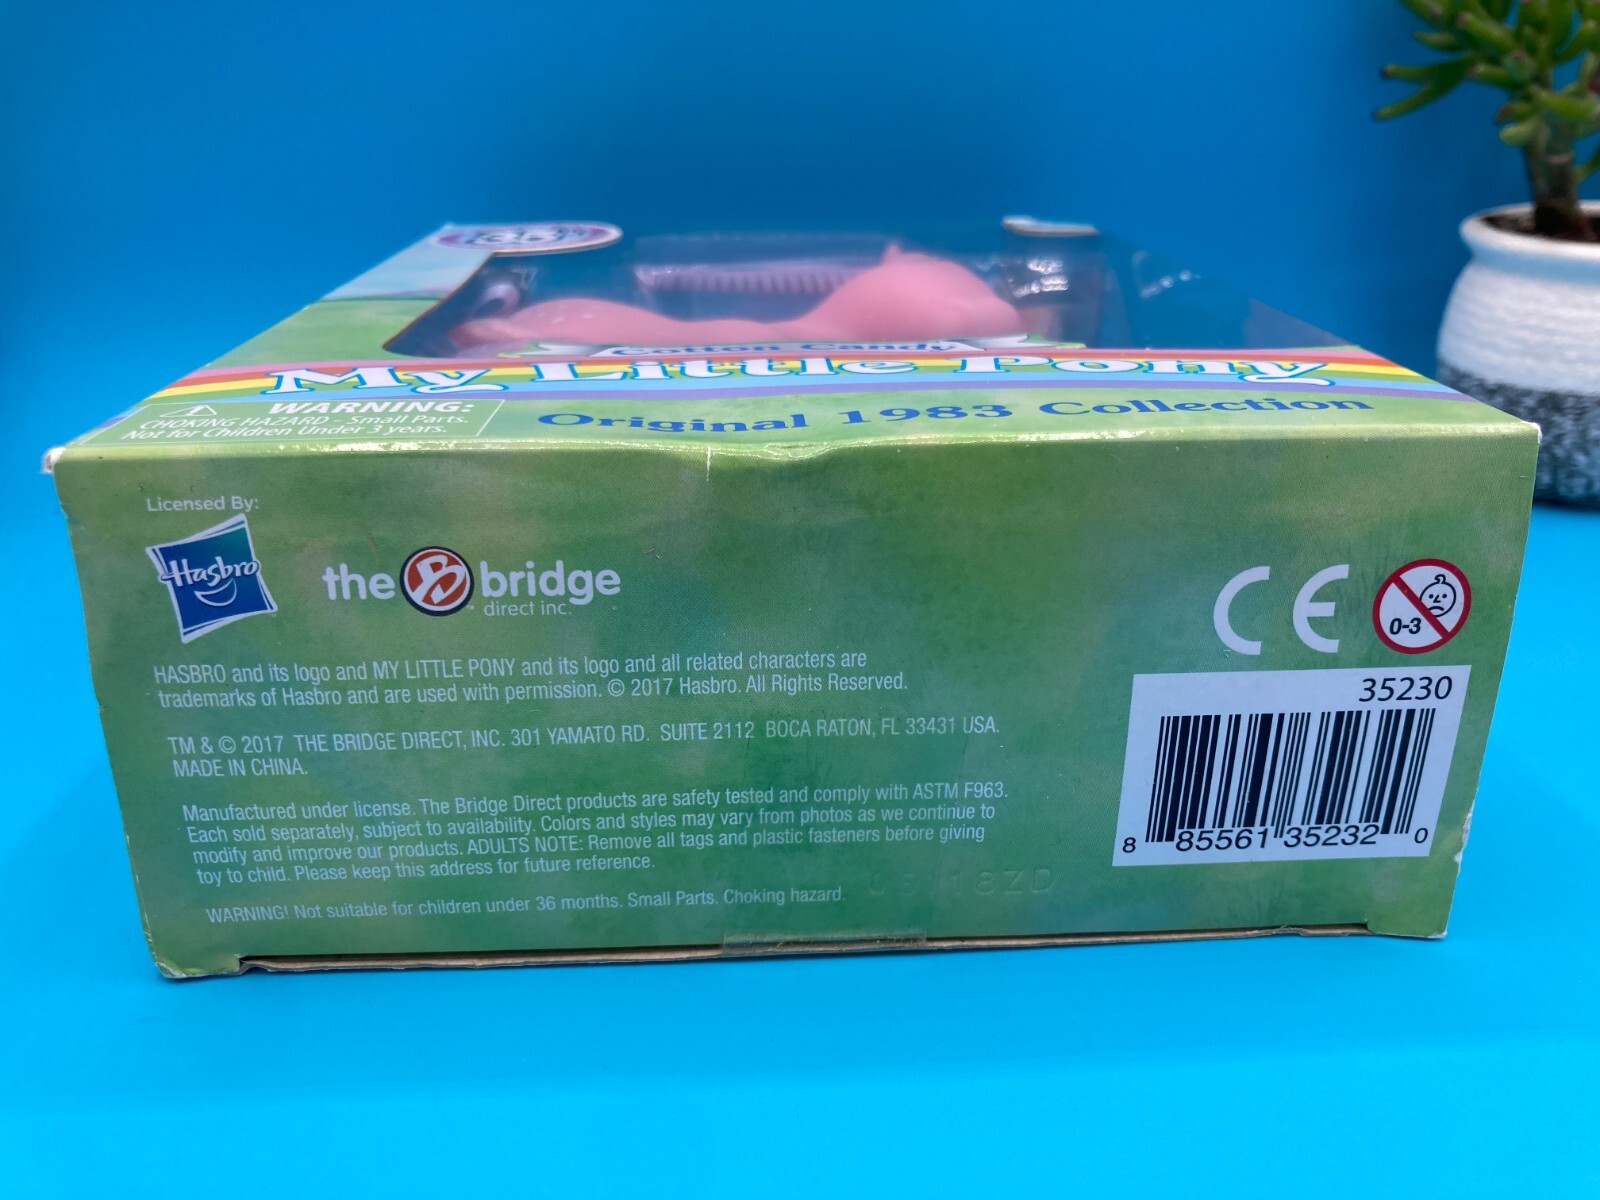 Cotton Candy
My Little Pony
Original 1983 Collection
WARNING:
CHOKING HAZARD - Small Parts.
Not for Children Under 3 years.
Licensed By:
Hasbro
the B bridge
direct inc.
HASBRO and its logo and MY LITTLE PONY and its logo and all related characters are
trademarks of Hasbro and are used with permission. © 2017 Hasbro. All Rights Reserved.
TM & © 2017 THE BRIDGE DIRECT, INC. 301 YAMATO RD. SUITE 2112 BOCA RATON, FL 33431 USA.
MADE IN CHINA.
Manufactured under license. The Bridge Direct products are safety tested and comply with ASTM F963.
Each sold separately, subject to availability. Colors and styles may vary from photos as we continue to
modify and improve our products. ADULTS NOTE: Remove all tags and plastic fasteners before giving
toy to child. Please keep this address for future reference.
WARNING! Not suitable for children under 36 months. Small Parts. Choking hazard.
CE
0-3
35230
8 85561 35232 0